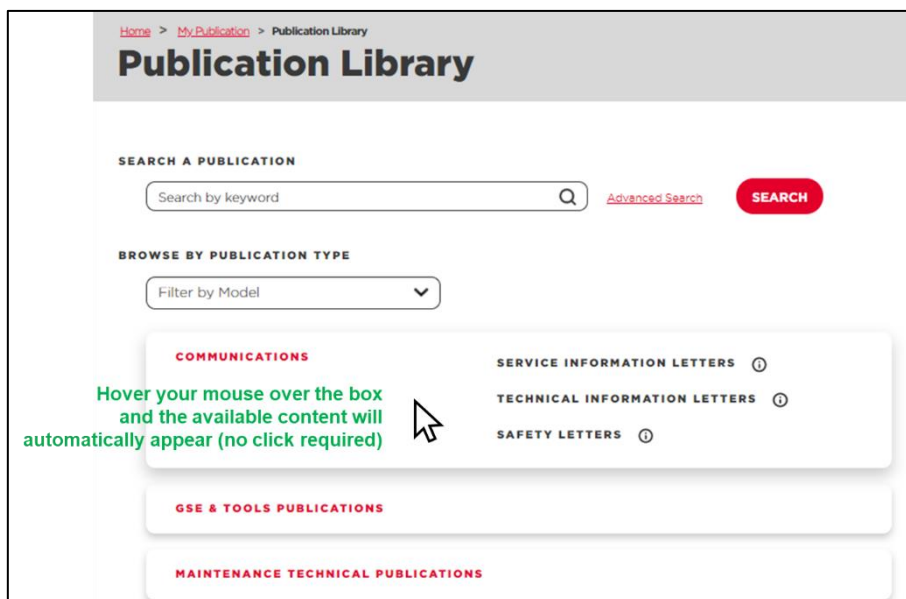 Home > My Publication > Publication Library
Publication Library
SEARCH A PUBLICATION
Search by keyword
Advanced Search
SEARCH
BROWSE BY PUBLICATION TYPE
Filter by Model
COMMUNICATIONS
Hover your mouse over the box
and the available content will
automatically appear (no click required)
SERVICE INFORMATION LETTERS
TECHNICAL INFORMATION LETTERS
SAFETY LETTERS
GSE & TOOLS PUBLICATIONS
MAINTENANCE TECHNICAL PUBLICATIONS